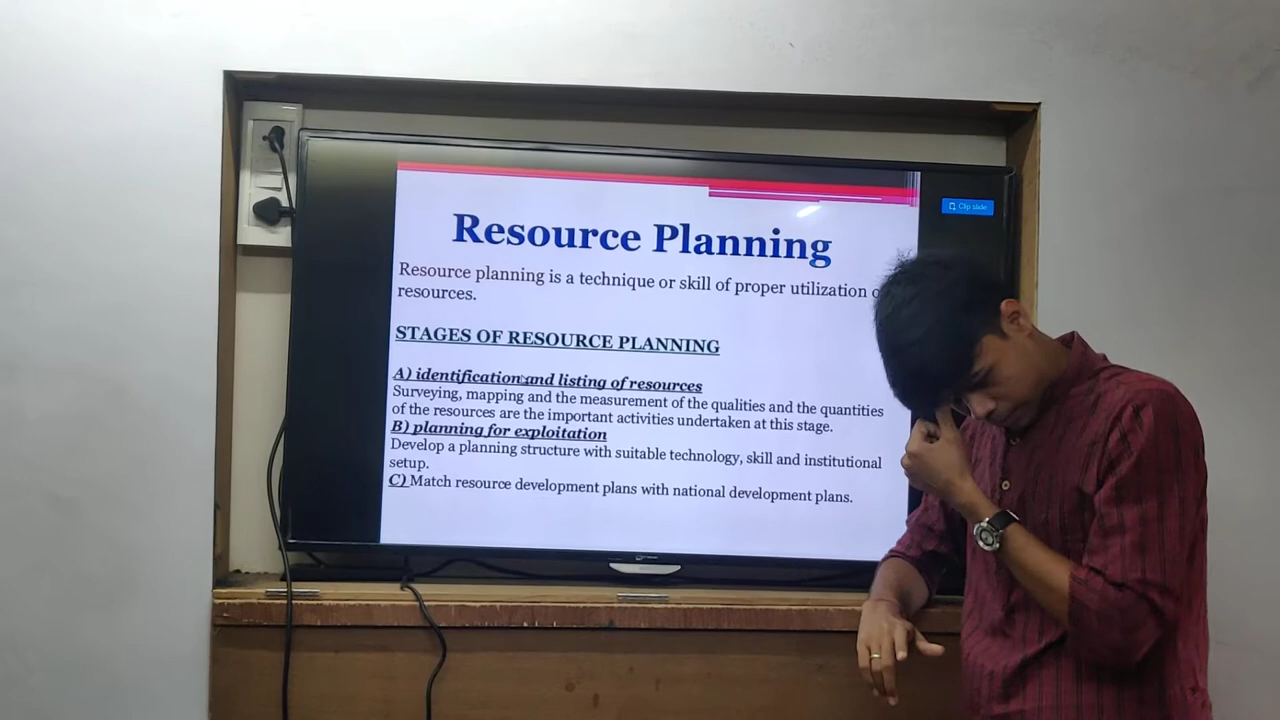 Clip slide
Resource Planning
Resource planning is a technique or skill of proper utilization
resources.
STAGES OF RESOURCE PLANNING
A) identification and listing of resources
Surveying, mapping and the measurement of the qualities and the quantities
of the resources are the important activities undertaken at this stage.
B) planning for exploitation
Develop a planning structure with suitable technology, skill and institutional
setup.
C) Match resource development plans with national development plans.